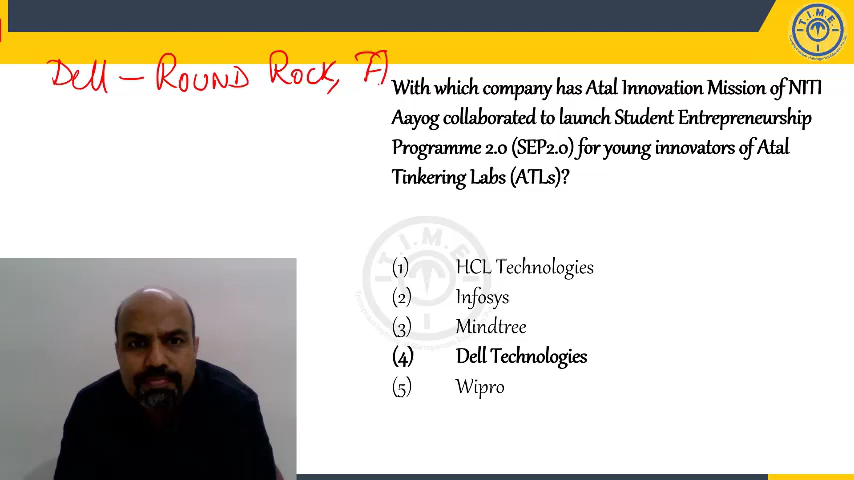 Dell - ROUND ROCK,
With which company has Atal Innovation Mission of NITI
Aayog collaborated to launch Student Entrepreneurship
Programme 2.0 (SEP2.0) for young innovators of Atal
Tinkering Labs (ATLs)?
(1) HCL Technologies
(2) Infosys
(3) Mindtree
(4) Dell Technologies
(5) Wipro
T.I.M.E.
T.I.M.E.